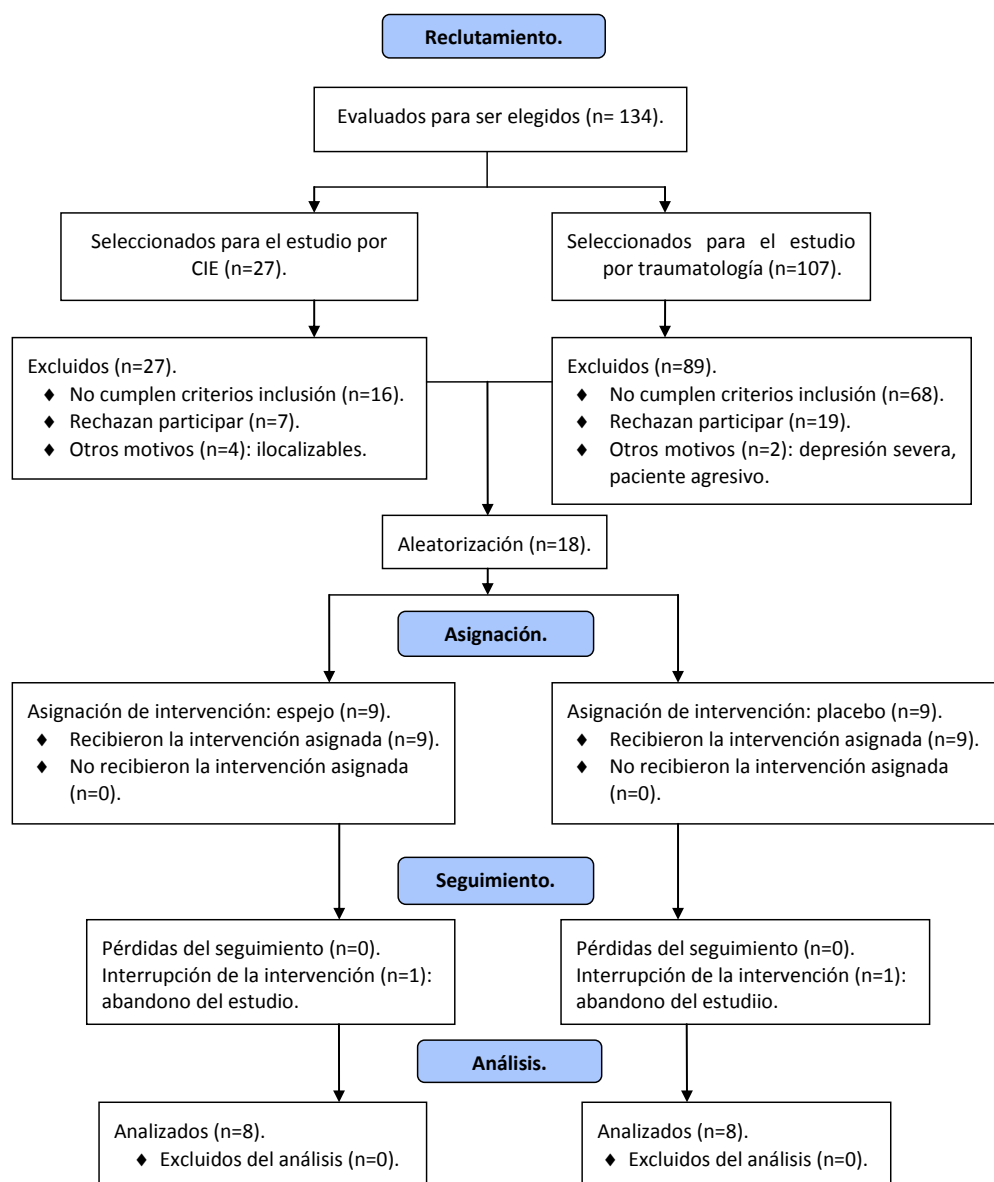 Reclutamiento.
Evaluados para ser elegidos (n= 134).
Seleccionados para el estudio por
CIE (n=27).
Seleccionados para el estudio
por traumatología (n=107).
Excluidos (n=27).
♦ No cumplen criterios inclusión (n=16).
♦ Rechazan participar (n=7).
♦ Otros motivos (n=4): ilocalizables.
Excluidos (n=89).
♦ No cumplen criterios inclusión (n=68).
♦ Rechazan participar (n=19).
♦ Otros motivos (n=2): depresión severa,
paciente agresivo.
Aleatorización (n=18).
Asignación.
Asignación de intervención: espejo (n=9).
♦ Recibieron la intervención asignada (n=9).
♦ No recibieron la intervención asignada
(n=0).
Asignación de intervención: placebo (n=9).
♦ Recibieron la intervención asignada (n=9).
♦ No recibieron la intervención asignada
(n=0).
Seguimiento.
Pérdidas del seguimiento (n=0).
Interrupción de la intervención (n=1):
abandono del estudio.
Pérdidas del seguimiento (n=0).
Interrupción de la intervención (n=1):
abandono del estudiio.
Análisis.
Analizados (n=8).
♦ Excluidos del análisis (n=0).
Analizados (n=8).
♦ Excluidos del análisis (n=0).